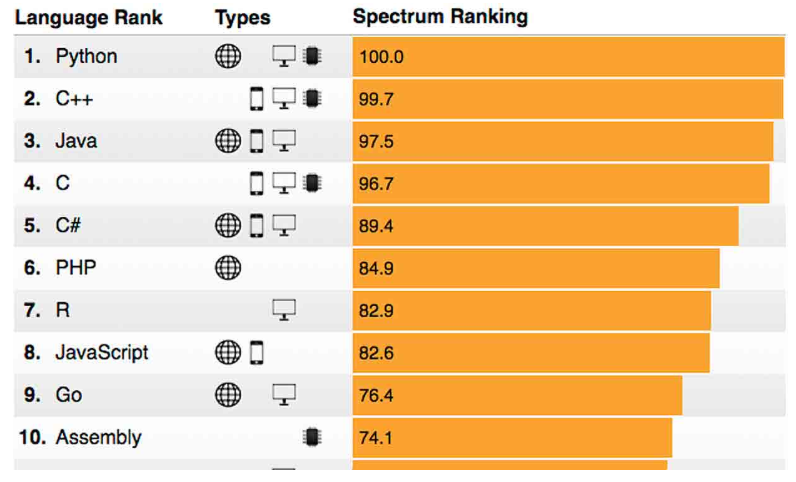 Language Rank Types Spectrum Ranking
1. Python 100.0
2. C++ 99.7
3. Java 97.5
4. C 96.7
5. C# 89.4
6. PHP 84.9
7. R 82.9
8. JavaScript 82.6
9. Go 76.4
10. Assembly 74.1